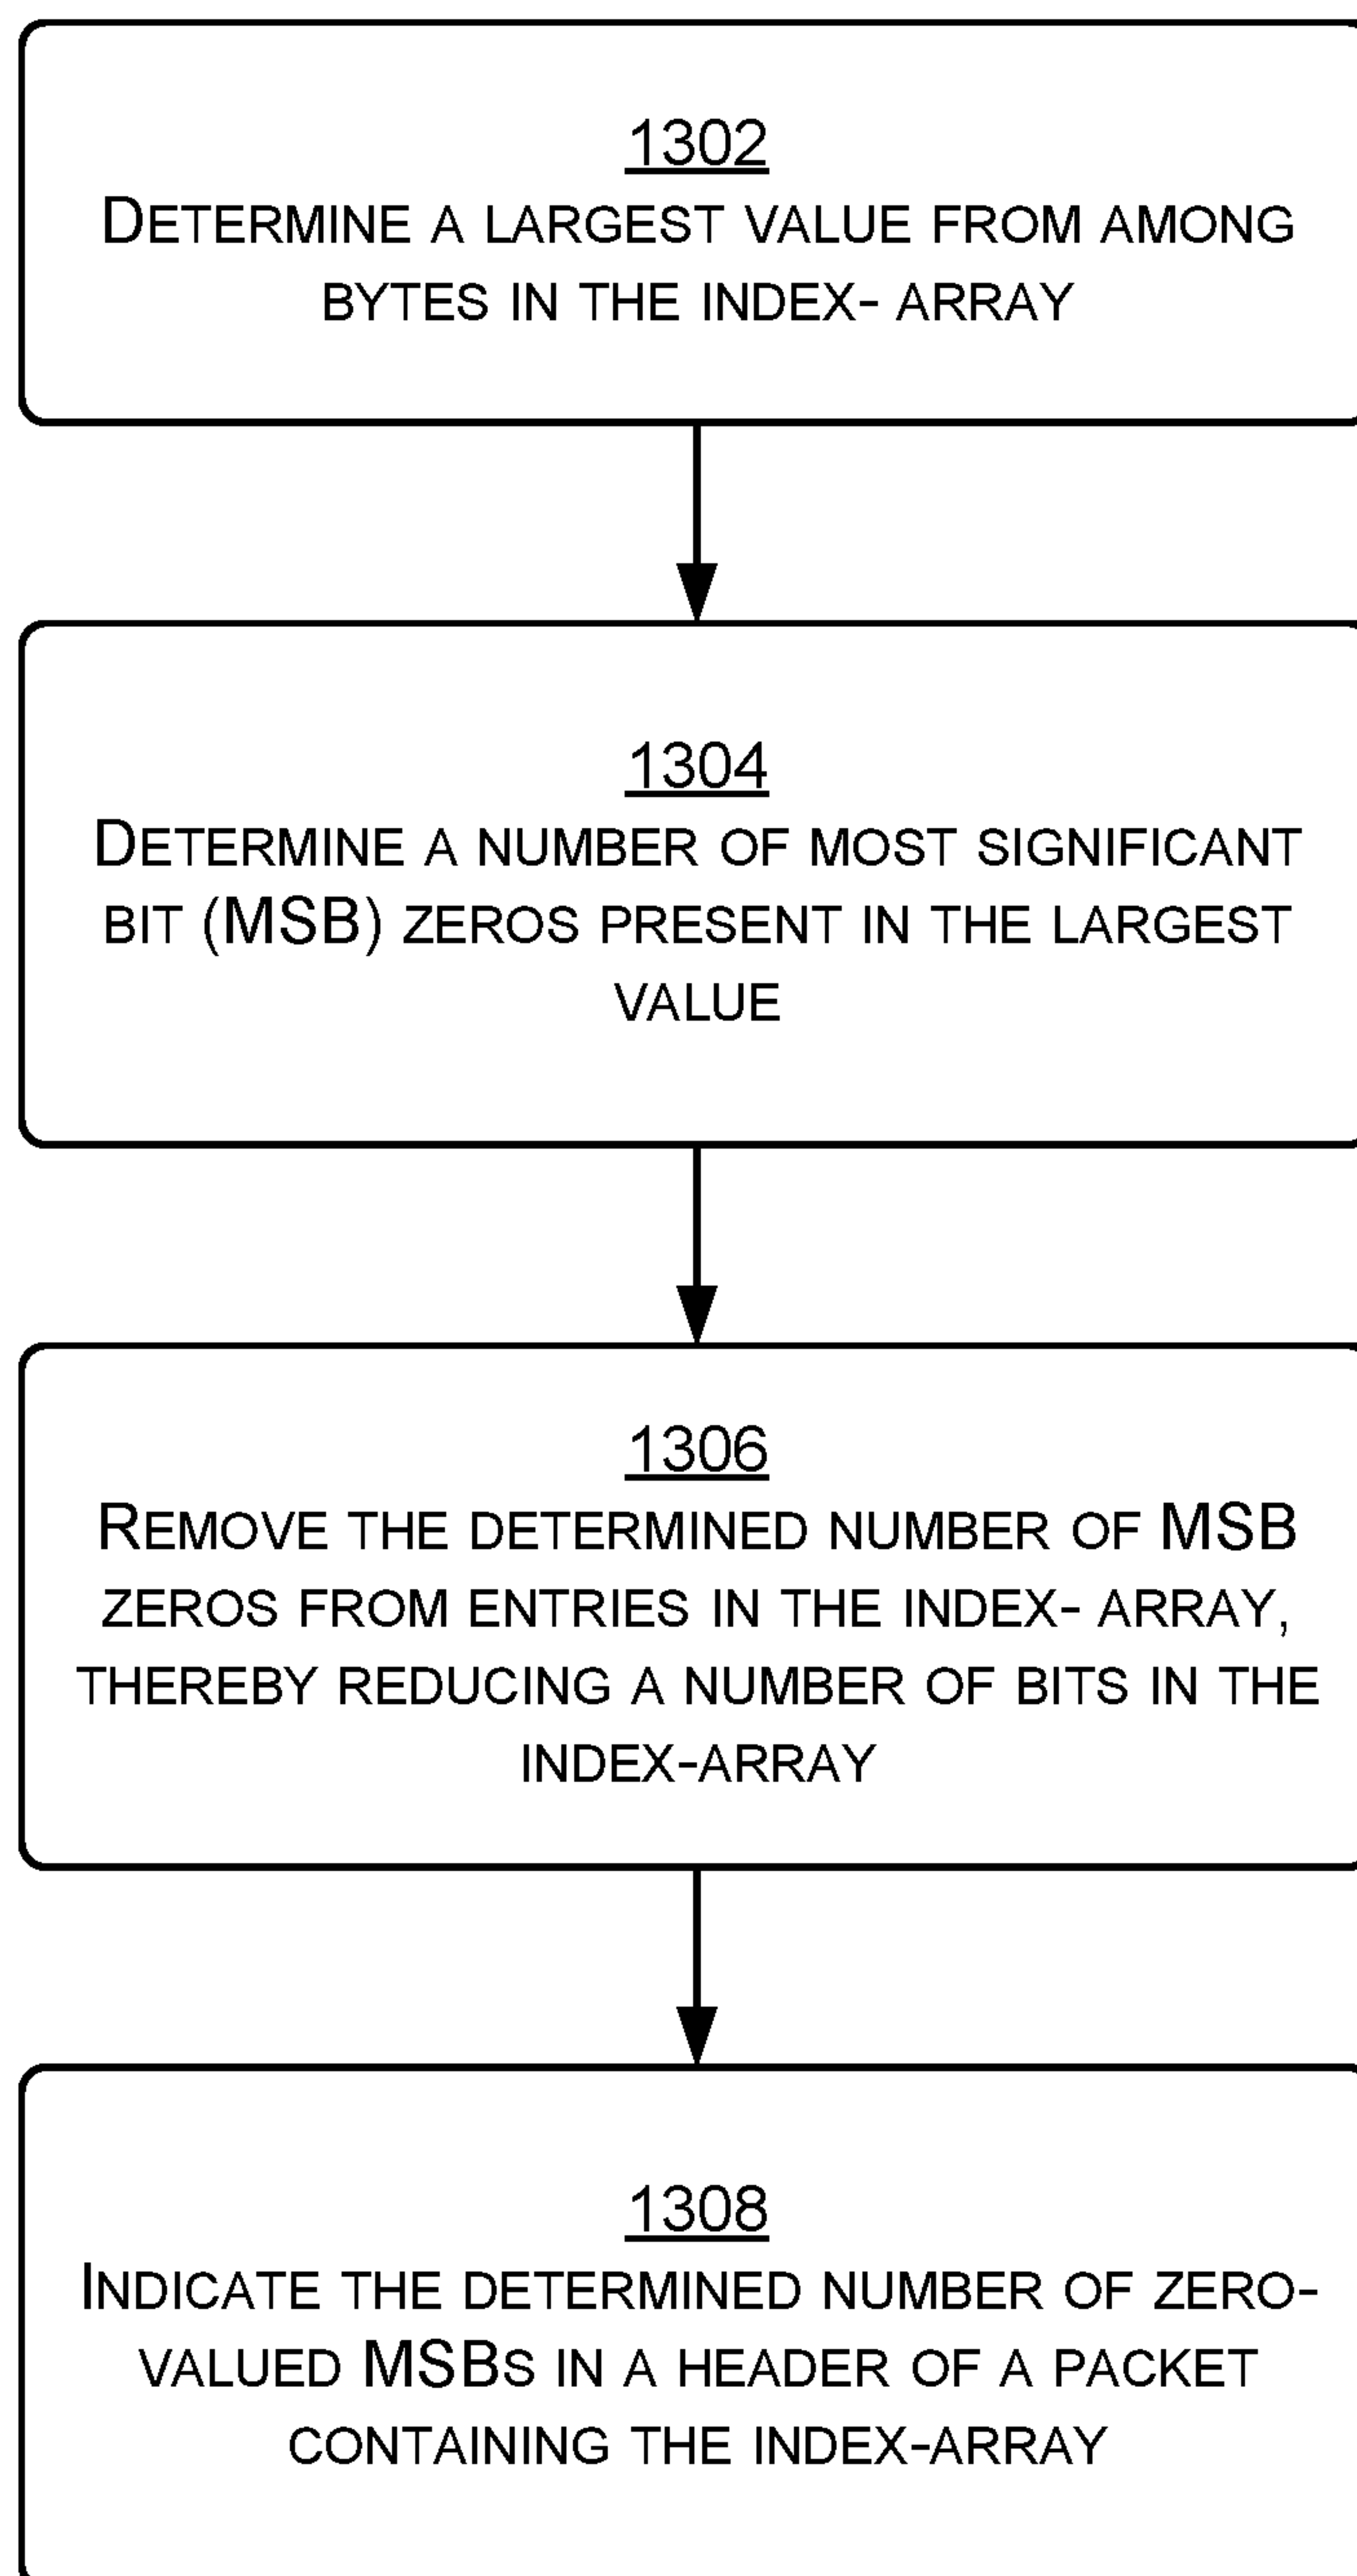 1302
DETERMINE A LARGEST VALUE FROM AMONG
BYTES IN THE INDEX- ARRAY
1304
DETERMINE A NUMBER OF MOST SIGNIFICANT
BIT (MSB) ZEROS PRESENT IN THE LARGEST
VALUE
1306
REMOVE THE DETERMINED NUMBER OF MSB
ZEROS FROM ENTRIES IN THE INDEX- ARRAY,
THEREBY REDUCING A NUMBER OF BITS IN THE
INDEX-ARRAY
1308
INDICATE THE DETERMINED NUMBER OF ZERO-
VALUED MSBS IN A HEADER OF A PACKET
CONTAINING THE INDEX-ARRAY